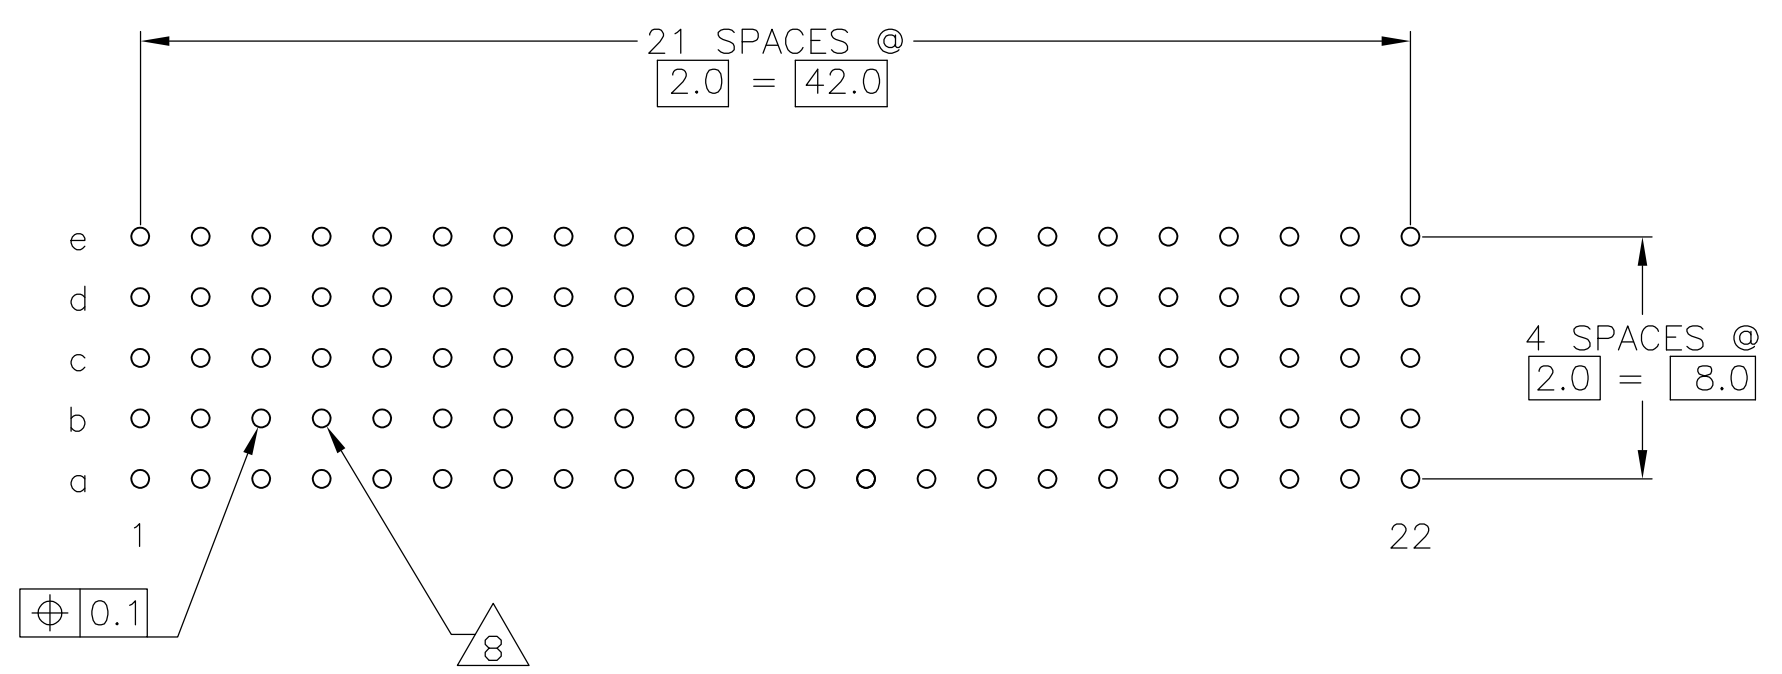 21 SPACES @
2.0 = 42.0
e
d
c
4 SPACES @
2.0 = 8.0
b
a
1
22
⌖ 0.1
8